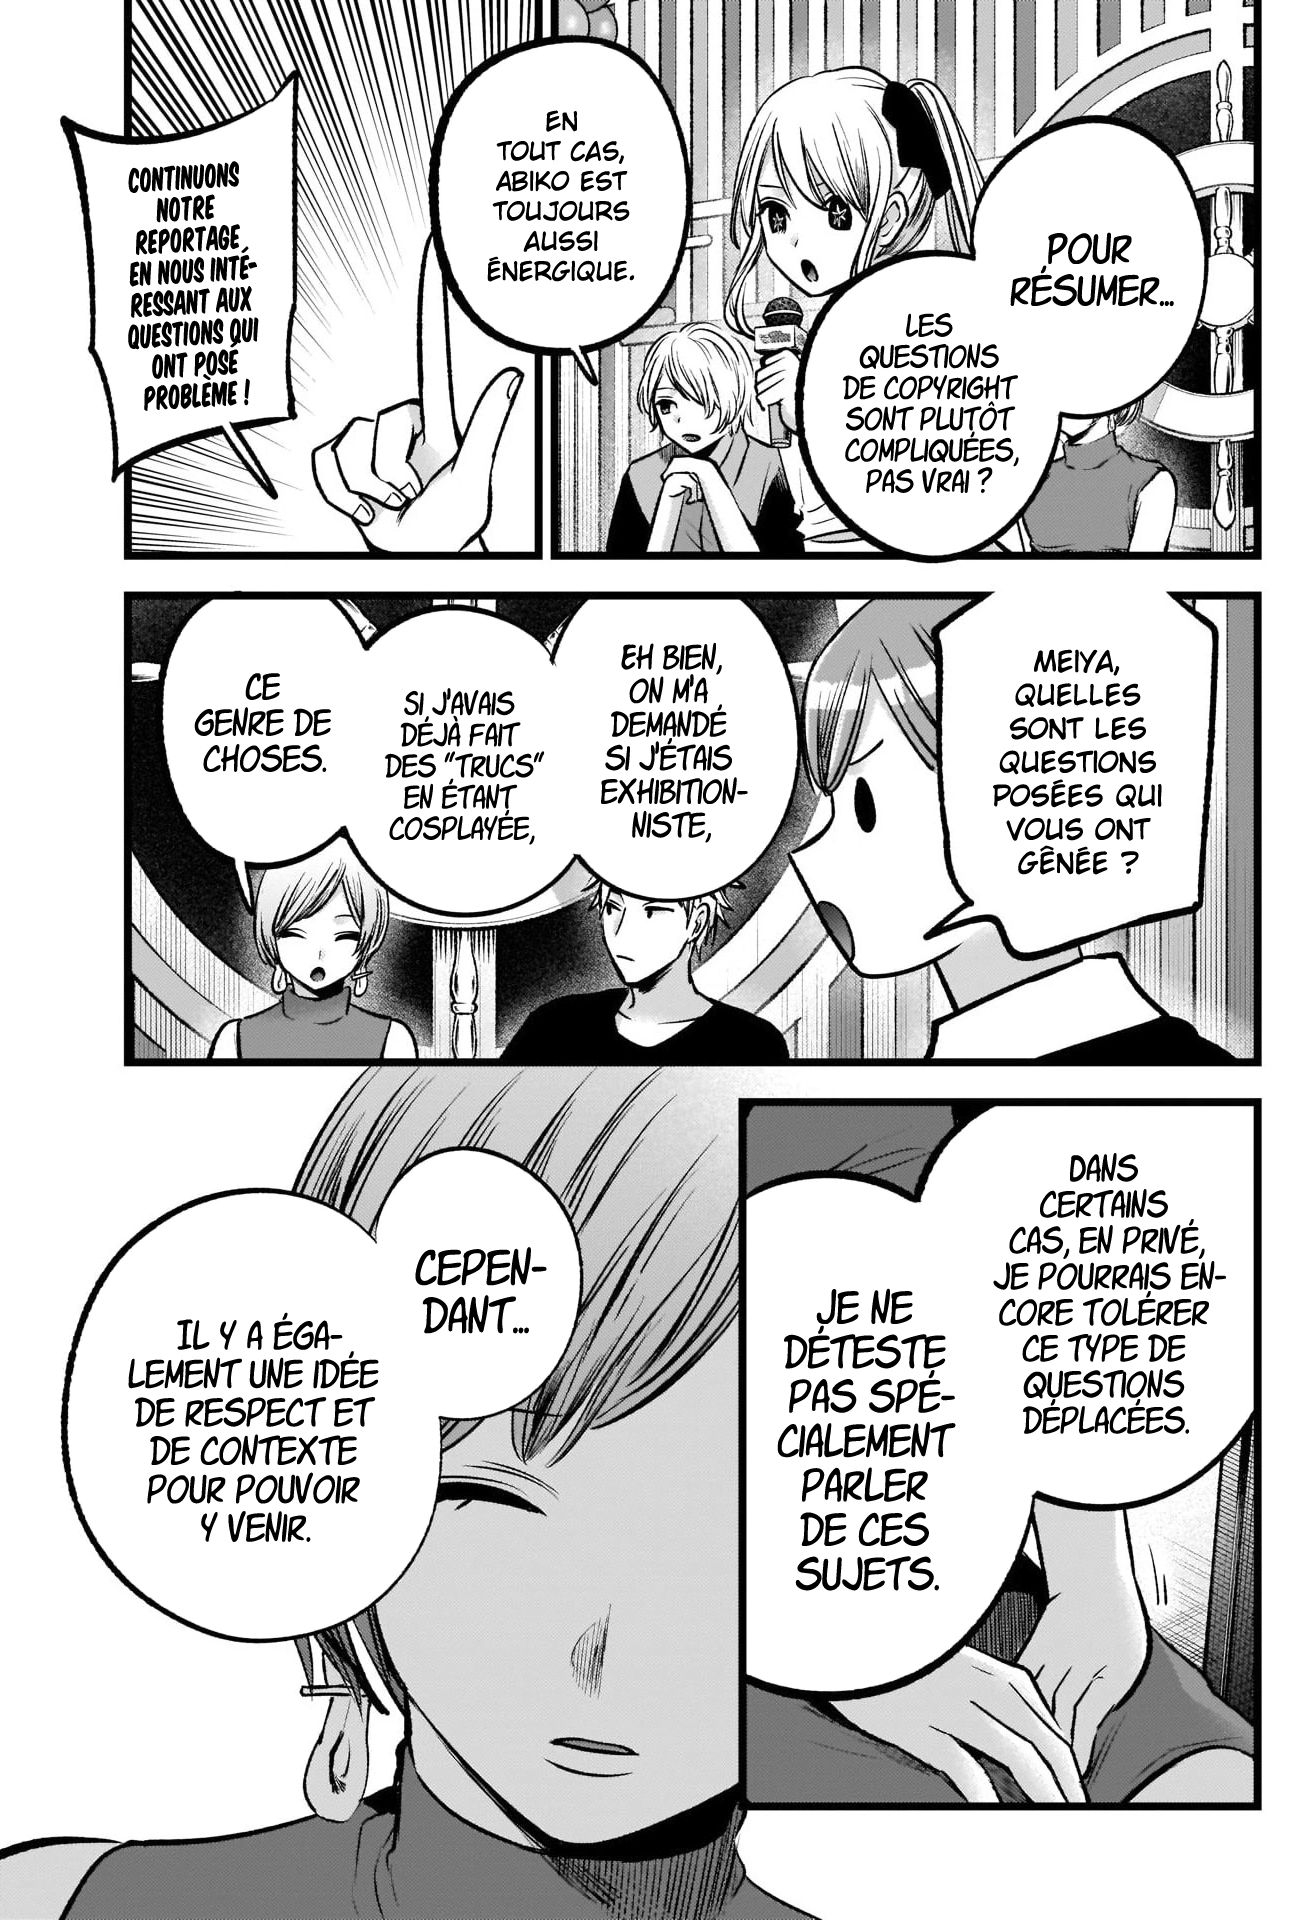 POUR
RÉSUMER...
LES
QUESTIONS
DE COPYRIGHT
SONT PLUTÔT
COMPLIQUÉES,
PAS VRAI ?
EN
TOUT CAS,
ABIKO EST
TOUJOURS
AUSSI
ÉNERGIQUE.
CONTINUONS
NOTRE
REPORTAGE
EN NOUS INTÉ-
RESSANT AUX
QUESTIONS QUI
ONT POSÉ
PROBLÈME !
MEIYA,
QUELLES
SONT LES
QUESTIONS
POSÉES QUI
VOUS ONT
GÊNÉE ?
EH BIEN,
ON M'A
DEMANDÉ
SI J'ÉTAIS
EXHIBITION-
NISTE,
SI J'AVAIS
DÉJÀ FAIT
DES "TRUCS"
EN ÉTANT
COSPLAYÉE,
CE
GENRE DE
CHOSES.
DANS
CERTAINS
CAS, EN PRIVÉ,
JE POURRAIS EN-
CORE TOLÉRER
CE TYPE DE
QUESTIONS
DÉPLACÉES.
JE NE
DÉTESTE
PAS SPÉ-
CIALEMENT
PARLER
DE CES
SUJETS.
CEPEN-
DANT...
IL Y A ÉGA-
LEMENT UNE IDÉE
DE RESPECT ET
DE CONTEXTE
POUR POUVOIR
Y VENIR.